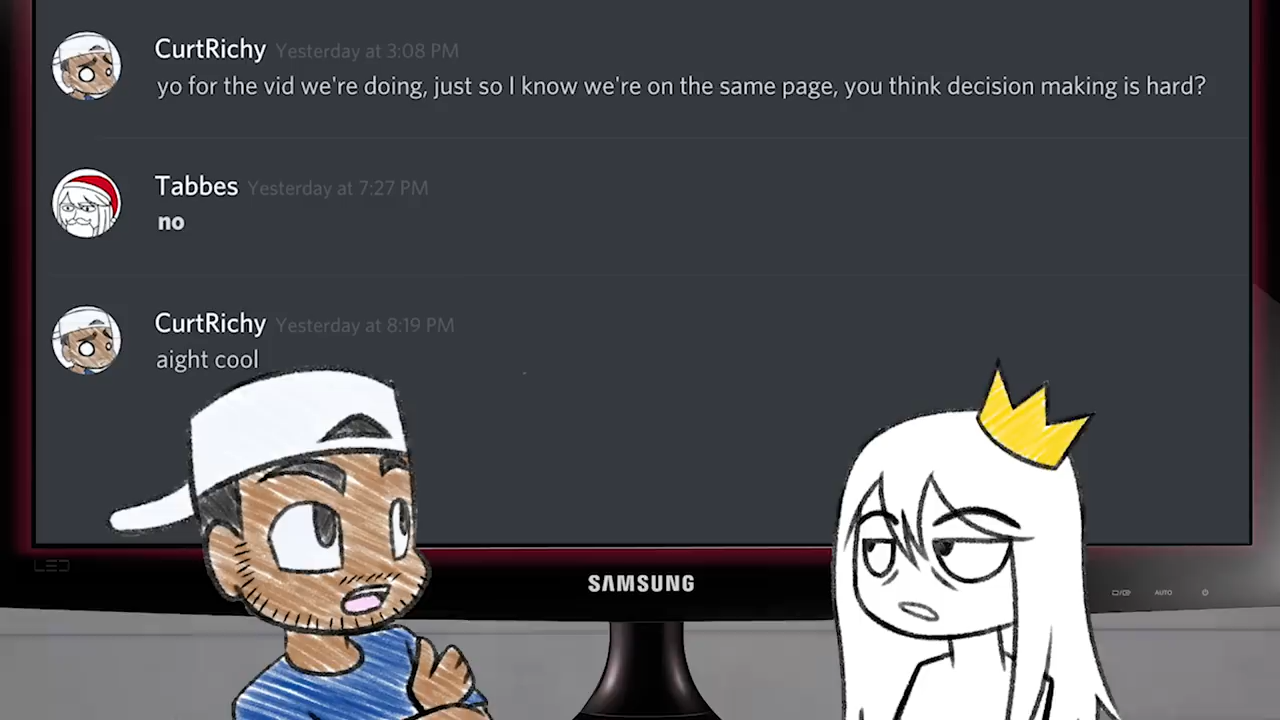 CurtRichy Yesterday at 3:08 PM
yo for the vid we're doing, just so I know we're on the same page, you think decision making is hard?
Tabbes Yesterday at 7:27 PM
no
CurtRichy Yesterday at 8:19 PM
aight cool
LED
SAMSUNG
AUTO